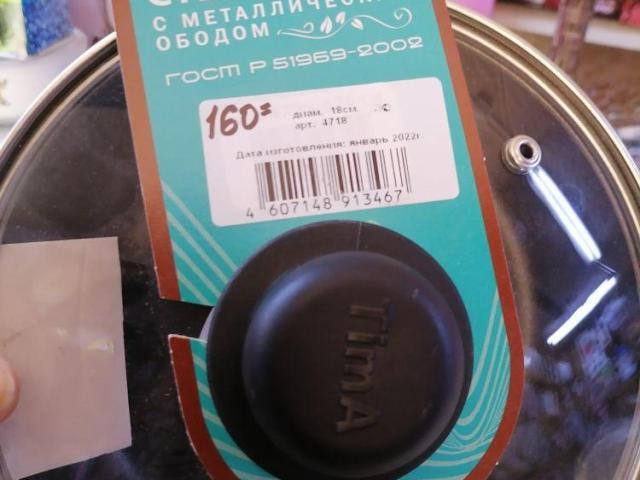 С МЕТАЛЛИЧЕСКИМ
ОБОДОМ
ГОСТ Р 51969-2002
160=
диам. 18см.
арт. 4718
Дата изготовления: январь 2022г.
4 607148 913467
TimA